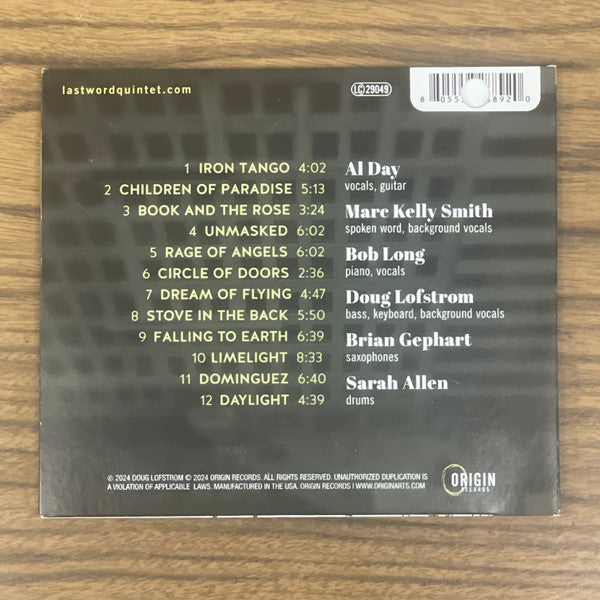 lastwordquintet.com
LC 29049
8 055 892 0
1 IRON TANGO 4:02
2 CHILDREN OF PARADISE 5:13
3 BOOK AND THE ROSE 3:24
4 UNMASKED 6:02
5 RAGE OF ANGELS 6:02
6 CIRCLE OF DOORS 2:36
7 DREAM OF FLYING 4:47
8 STOVE IN THE BACK 5:50
9 FALLING TO EARTH 6:39
10 LIMELIGHT 8:33
11 DOMINGUEZ 6:40
12 DAYLIGHT 4:39
Al Day
vocals, guitar
Marc Kelly Smith
spoken word, background vocals
Bob Long
piano, vocals
Doug Lofstrom
bass, keyboard, background vocals
Brian Gephart
saxophones
Sarah Allen
drums
℗ 2024 DOUG LOFSTROM © 2024 ORIGIN RECORDS. ALL RIGHTS RESERVED. UNAUTHORIZED DUPLICATION IS
A VIOLATION OF APPLICABLE LAWS. MANUFACTURED IN THE USA. ORIGIN RECORDS | WWW.ORIGINARTS.COM
ORIGIN
RECORDS